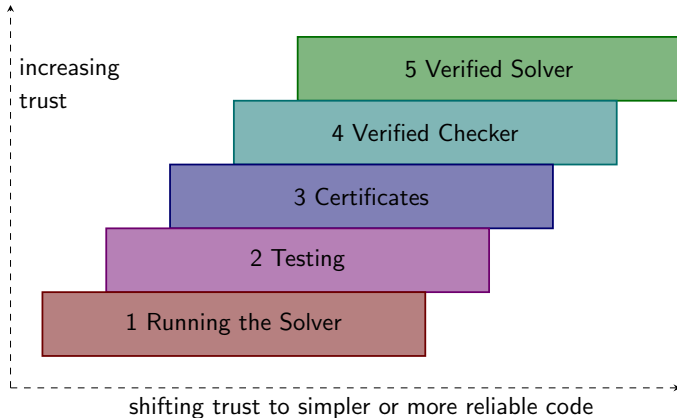 5 Verified Solver
increasing
trust
4 Verified Checker
3 Certificates
2 Testing
1 Running the Solver
shifting trust to simpler or more reliable code